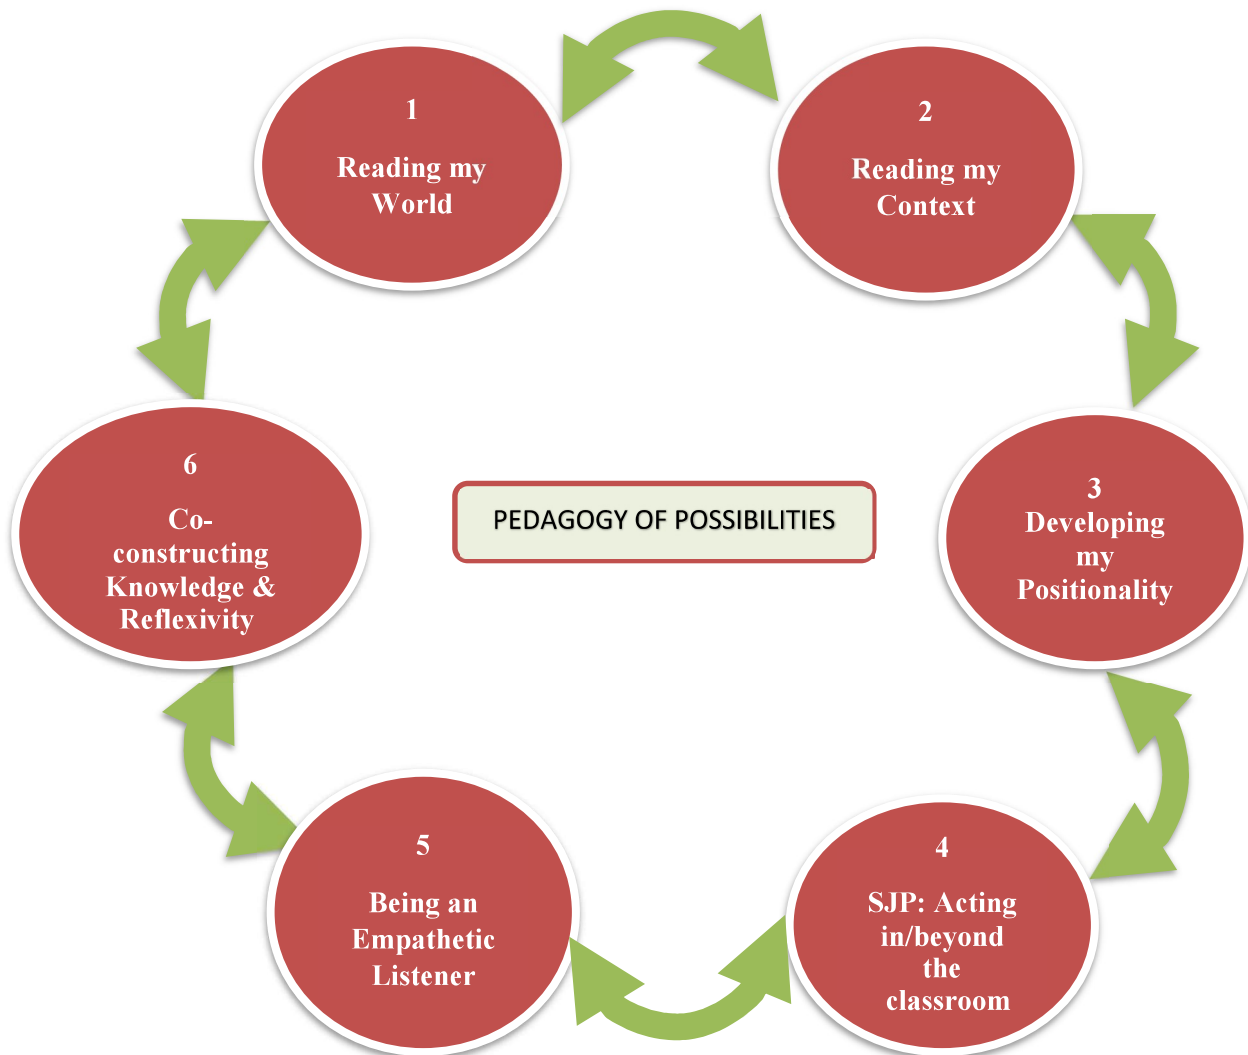 1
Reading my
World
2
Reading my
Context
3
Developing
my
Positionality
4
SJP: Acting
in/beyond
the
classroom
5
Being an
Empathetic
Listener
6
Co-
constructing
Knowledge &
Reflexivity
PEDAGOGY OF POSSIBILITIES